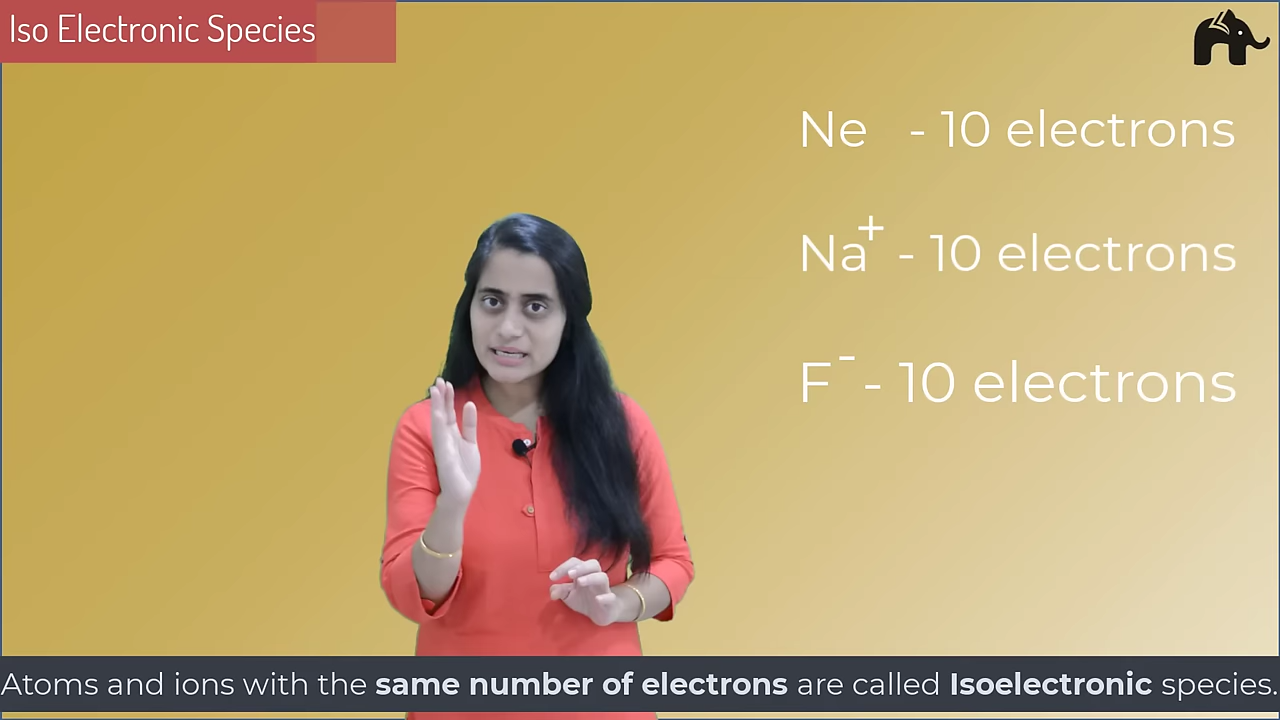 Iso Electronic Species
Ne - 10 electrons
Na⁺ - 10 electrons
F⁻ - 10 electrons
Atoms and ions with the same number of electrons are called Isoelectronic species.